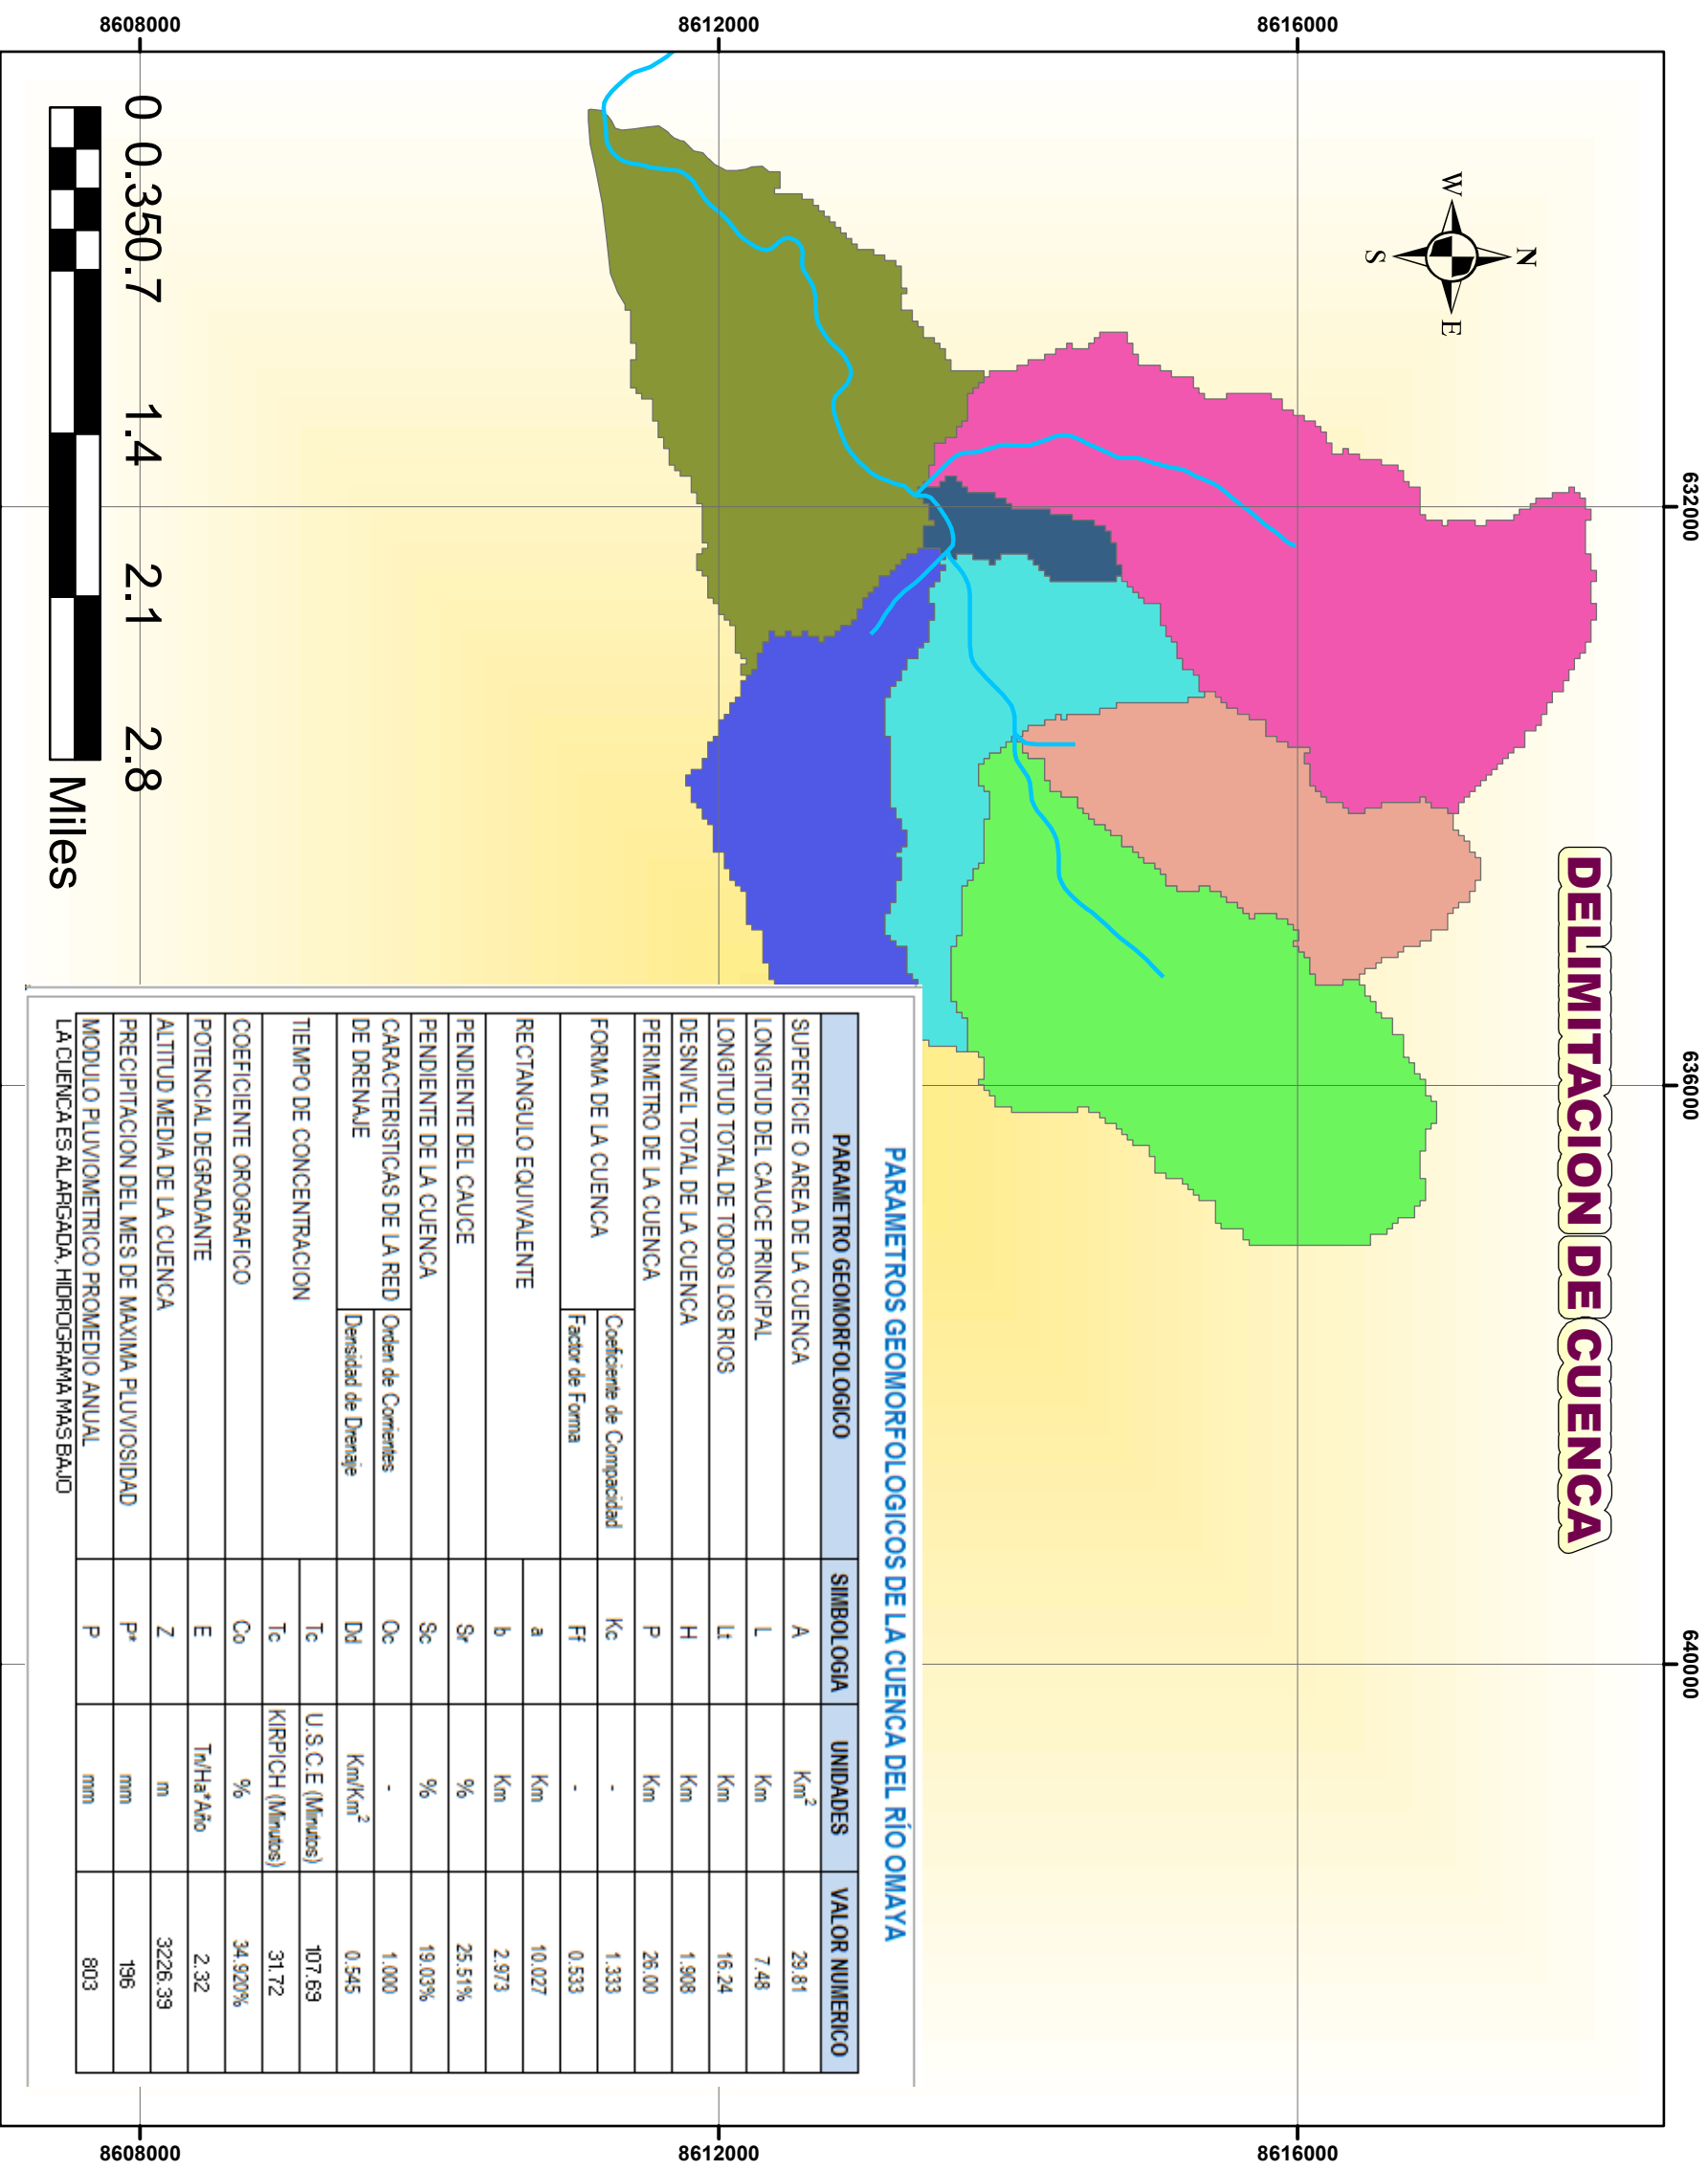 DELIMITACION DE CUENCA
8608000
8612000
8616000
632000
636000
640000
8608000
8612000
8616000
N
W
E
S
0 0.35 0.7 1.4 2.1 2.8
Miles
PARAMETROS GEOMORFOLOGICOS DE LA CUENCA DEL RÍO OMAYA
PARAMETRO GEOMORFOLOGICO SIMBOLOGIA UNIDADES VALOR NUMERICO
SUPERFICIE O AREA DE LA CUENCA A Km² 29.81
LONGITUD DEL CAUCE PRINCIPAL L Km 7.48
LONGITUD TOTAL DE TODOS LOS RIOS Lt Km 16.24
DESNIVEL TOTAL DE LA CUENCA H Km 1.908
PERIMETRO DE LA CUENCA P Km 26.00
FORMA DE LA CUENCA Coeficiente de Compacidad Kc - 1.333
Factor de Forma Ff - 0.533
RECTANGULO EQUIVALENTE a Km 10.027
b Km 2.973
PENDIENTE DEL CAUCE Sr % 25.51%
PENDIENTE DE LA CUENCA Sc % 19.03%
CARACTERISTICAS DE LA RED DE DRENAJE Orden de Corrientes Oc - 1.000
Densidad de Drenaje Dd Km/Km² 0.545
TIEMPO DE CONCENTRACION Tc U.S.C.E (Minutos) 107.69
Tc KIRPICH (Minutos) 31.72
COEFICIENTE OROGRAFICO Co % 34.920%
POTENCIAL DEGRADANTE E Tn/Ha*Año 2.32
ALTITUD MEDIA DE LA CUENCA Z m 3226.39
PRECIPITACION DEL MES DE MAXIMA PLUVIOSIDAD P* mm 196
MODULO PLUVIOMETRICO PROMEDIO ANUAL P mm 803
LA CUENCA ES ALARGADA, HIDROGRAMA MAS BAJO